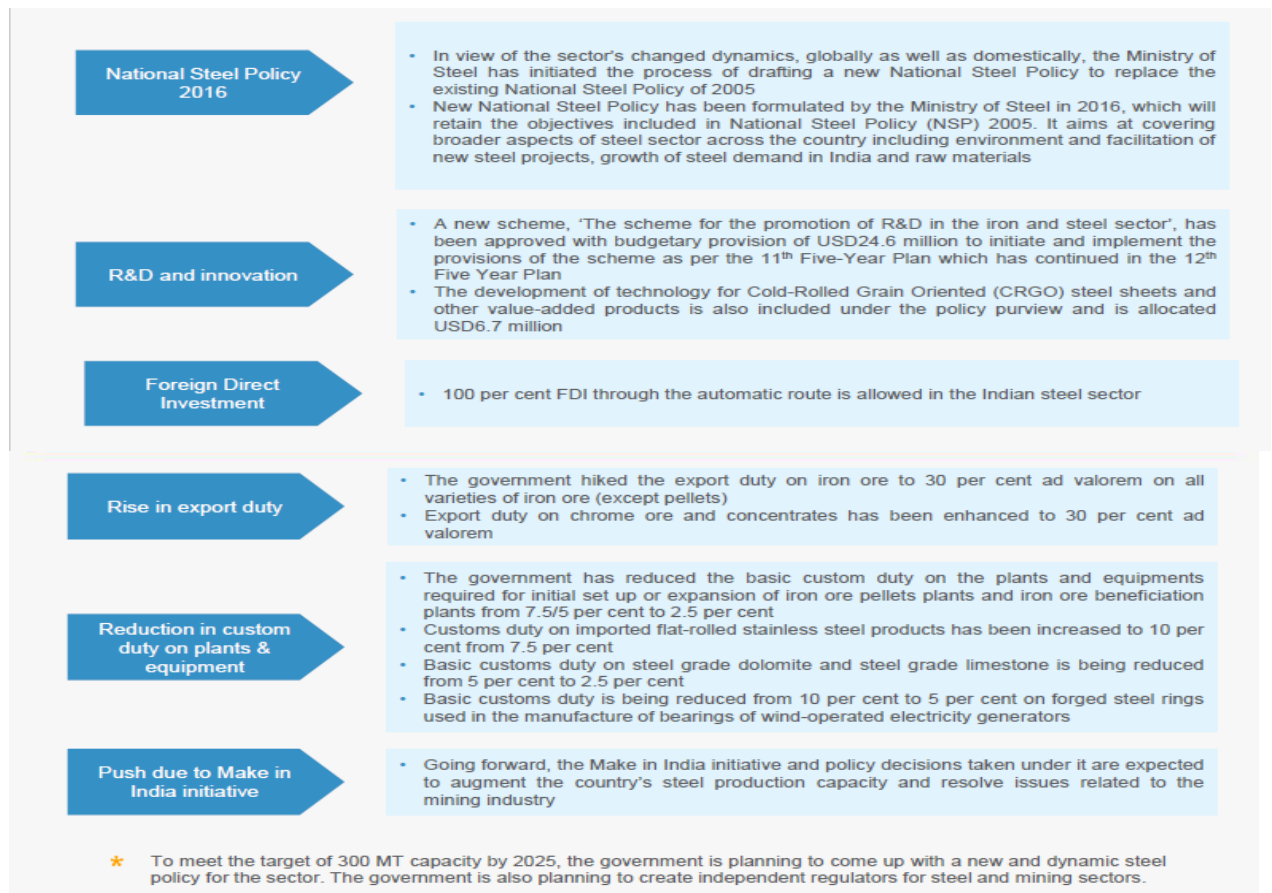 National Steel Policy
2016
• In view of the sector's changed dynamics, globally as well as domestically, the Ministry of
Steel has initiated the process of drafting a new National Steel Policy to replace the
existing National Steel Policy of 2005
• New National Steel Policy has been formulated by the Ministry of Steel in 2016, which will
retain the objectives included in National Steel Policy (NSP) 2005. It aims at covering
broader aspects of steel sector across the country including environment and facilitation of
new steel projects, growth of steel demand in India and raw materials
R&D and innovation
• A new scheme, ‘The scheme for the promotion of R&D in the iron and steel sector’, has
been approved with budgetary provision of USD24.6 million to initiate and implement the
provisions of the scheme as per the 11th Five-Year Plan which has continued in the 12th
Five Year Plan
• The development of technology for Cold-Rolled Grain Oriented (CRGO) steel sheets and
other value-added products is also included under the policy purview and is allocated
USD6.7 million
Foreign Direct
Investment
• 100 per cent FDI through the automatic route is allowed in the Indian steel sector
Rise in export duty
• The government hiked the export duty on iron ore to 30 per cent ad valorem on all
varieties of iron ore (except pellets)
• Export duty on chrome ore and concentrates has been enhanced to 30 per cent ad
valorem
Reduction in custom
duty on plants &
equipment
• The government has reduced the basic custom duty on the plants and equipments
required for initial set up or expansion of iron ore pellets plants and iron ore beneficiation
plants from 7.5/5 per cent to 2.5 per cent
• Customs duty on imported flat-rolled stainless steel products has been increased to 10 per
cent from 7.5 per cent
• Basic customs duty on steel grade dolomite and steel grade limestone is being reduced
from 5 per cent to 2.5 per cent
• Basic customs duty is being reduced from 10 per cent to 5 per cent on forged steel rings
used in the manufacture of bearings of wind-operated electricity generators
Push due to Make in
India initiative
• Going forward, the Make in India initiative and policy decisions taken under it are expected
to augment the country's steel production capacity and resolve issues related to the
mining industry
* To meet the target of 300 MT capacity by 2025, the government is planning to come up with a new and dynamic steel
policy for the sector. The government is also planning to create independent regulators for steel and mining sectors.